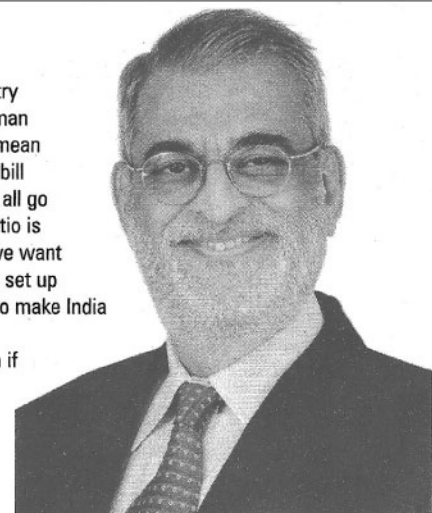 try
man
mean
bill
all go
tio is
ve want
set up
o make India
if